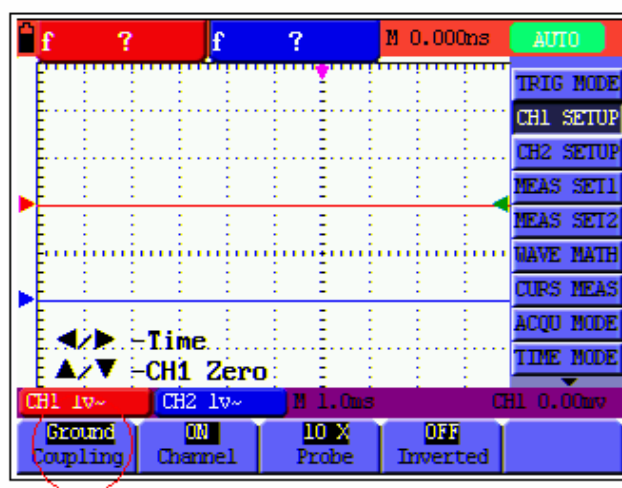 f ? f ? M 0.000ns AUTO
TRIG MODE
CH1 SETUP
CH2 SETUP
MEAS SET1
MEAS SET2
WAVE MATH
CURS MEAS
ACQU MODE
TIME MODE
◀/▶ -Time
▲/▼ -CH1 Zero
CH1 1v~ CH2 1v~ M 1.0ms CH1 0.00mv
Ground ON 10 X OFF
Coupling Channel Probe Inverted